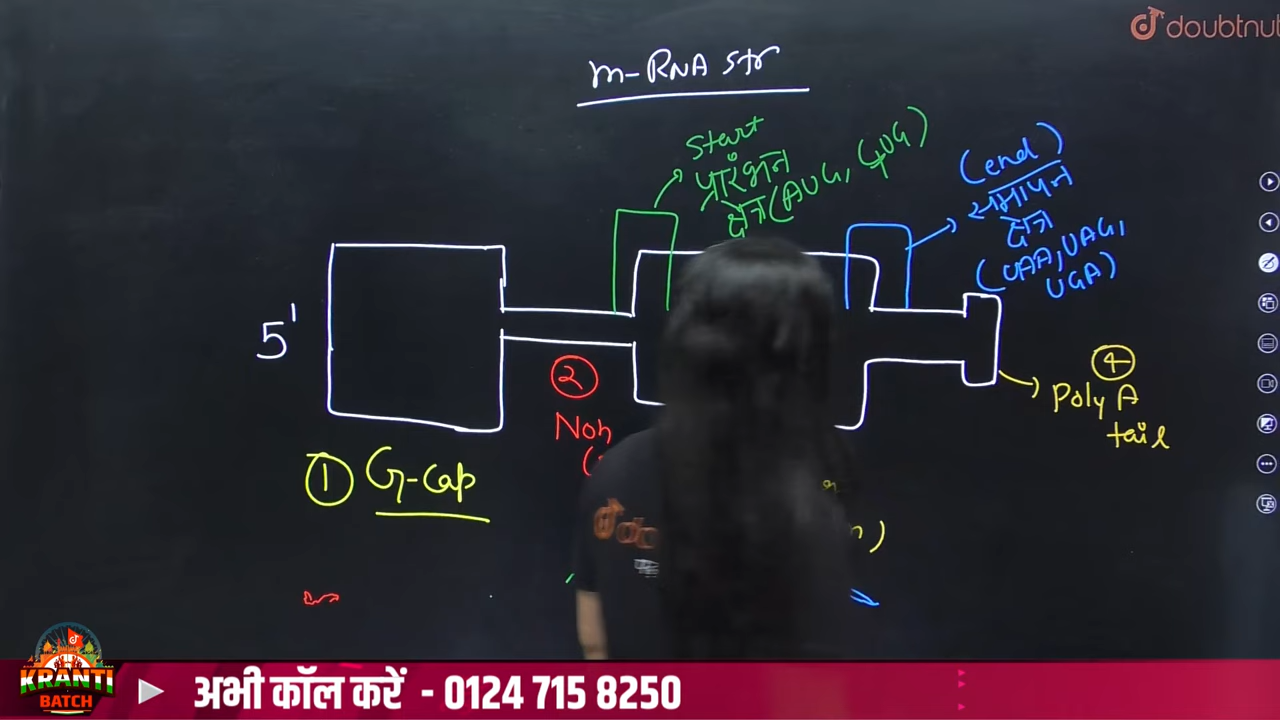 doubtnut
m-RNA str
Start
प्रारंभन
क्षेत्र (AUG, GUG)
(end)
समापन
क्षेत्र
(UAA, UAG,
UGA)
5'
②
Non
④
Poly A
tail
① G-Cap
KRANTI
BATCH
अभी कॉल करें - 0124 715 8250